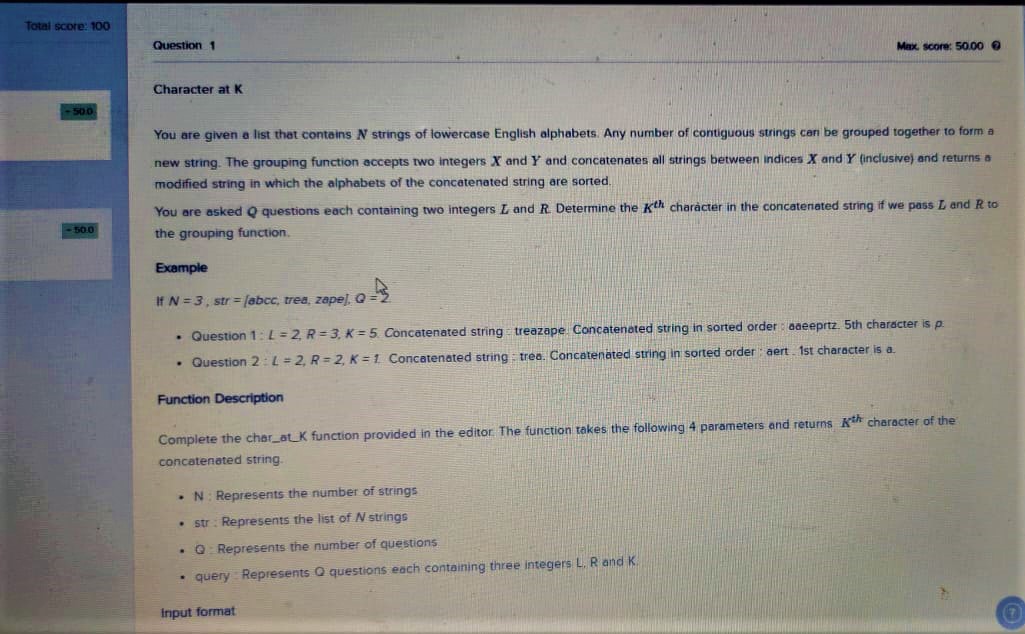 Total score: 100
Question 1
Max. score: 50.00
Character at K
+ 50.0
You are given a list that contains N strings of lowercase English alphabets. Any number of contiguous strings can be grouped together to form a
new string. The grouping function accepts two integers X and Y and concatenates all strings between indices X and Y (inclusive) and returns a
modified string in which the alphabets of the concatenated string are sorted.
You are asked Q questions each containing two integers L and R. Determine the Kth character in the concatenated string if we pass L and R to
the grouping function.
- 50.0
Example
If N = 3 , str = [abcc, trea, zape], Q = 2.
• Question 1 : L = 2, R = 3, K = 5. Concatenated string : treazape. Concatenated string in sorted order : aaeeprtz. 5th character is p.
• Question 2 : L = 2, R = 2, K = 1. Concatenated string : trea. Concatenated string in sorted order : aert . 1st character is a.
Function Description
Complete the char_at_K function provided in the editor. The function takes the following 4 parameters and returns Kth character of the
concatenated string.
• N : Represents the number of strings
• str : Represents the list of N strings
• Q : Represents the number of questions
• query : Represents Q questions each containing three integers L, R and K.
Input format
?